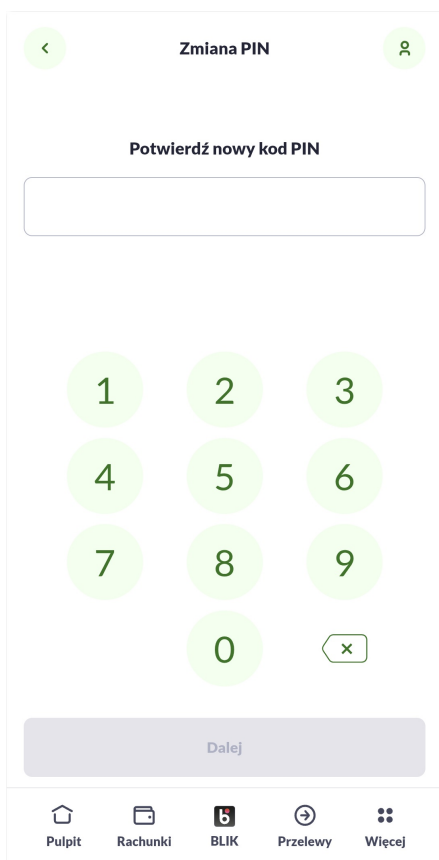 Zmiana PIN
Potwierdź nowy kod PIN
1 2 3
4 5 6
7 8 9
0
Dalej
Pulpit Rachunki BLIK Przelewy Więcej